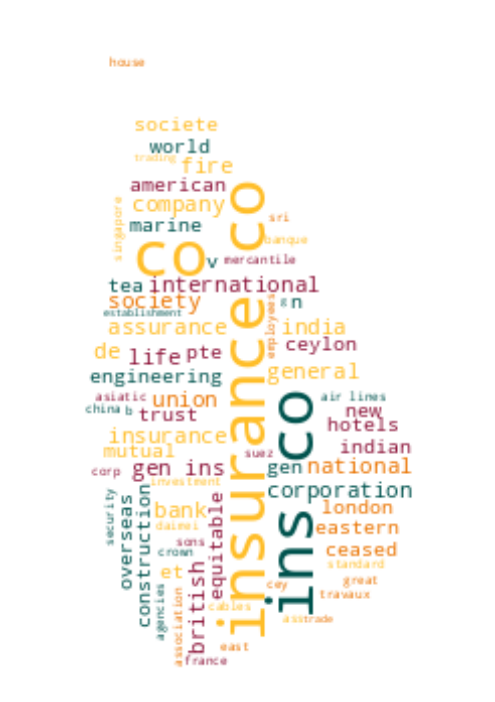 house
societe
world
trading
fire
american
company
singapore
marine
insurance co
sri
banque
co
v
mercantile
tea
international
society
establishment
employees
g
n
assurance
india
ceylon
de
life
pte
general
engineering
asiatic
union
air lines
china
b
trust
new
ins co
hotels
insurance
mutual
suez
indian
corp
gen ins
gen
national
investment
corporation
security
overseas
construction
bank
equitable
london
daimei
eastern
sons
crown
ceased
et
standard
british
cey
great
agencies
association
cables
travaux
ass
trade
east
france